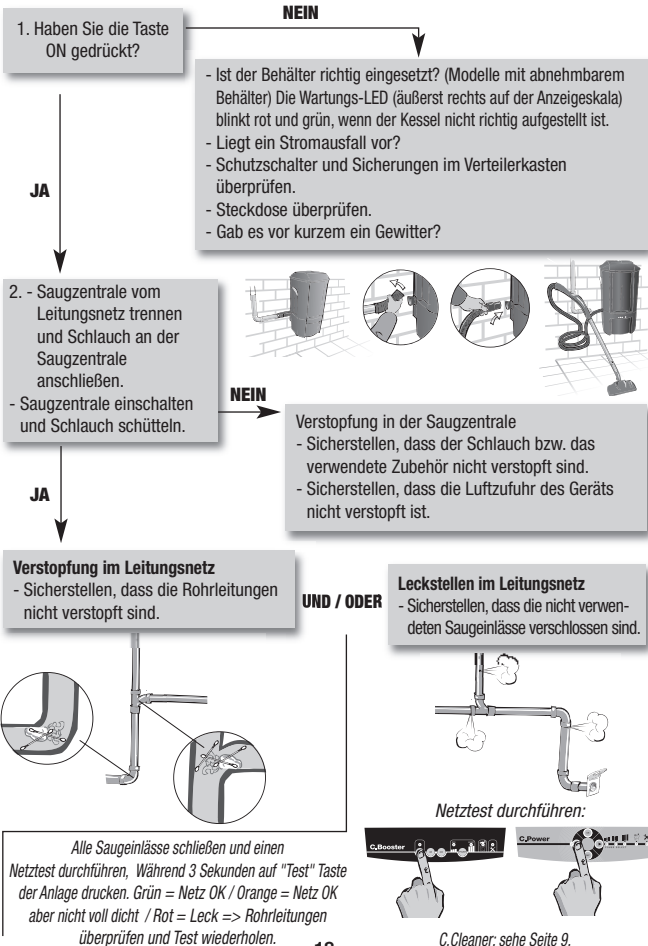 1. Haben Sie die Taste
ON gedrückt?
NEIN
- Ist der Behälter richtig eingesetzt? (Modelle mit abnehmbarem
Behälter) Die Wartungs-LED (äußerst rechts auf der Anzeigeskala)
blinkt rot und grün, wenn der Kessel nicht richtig aufgestellt ist.
- Liegt ein Stromausfall vor?
- Schutzschalter und Sicherungen im Verteilerkasten
überprüfen.
- Steckdose überprüfen.
- Gab es vor kurzem ein Gewitter?
JA
2. - Saugzentrale vom
Leitungsnetz trennen
und Schlauch an der
Saugzentrale
anschließen.
- Saugzentrale einschalten
und Schlauch schütteln.
NEIN
Verstopfung in der Saugzentrale
- Sicherstellen, dass der Schlauch bzw. das
verwendete Zubehör nicht verstopft sind.
- Sicherstellen, dass die Luftzufuhr des Geräts
nicht verstopft ist.
JA
Verstopfung im Leitungsnetz
- Sicherstellen, dass die Rohrleitungen
nicht verstopft sind.
UND / ODER
Leckstellen im Leitungsnetz
- Sicherstellen, dass die nicht verwen-
deten Saugeinlässe verschlossen sind.
Netztest durchführen:
C.Booster
C.Power
Alle Saugeinlässe schließen und einen
Netztest durchführen, Während 3 Sekunden auf "Test" Taste
der Anlage drucken. Grün = Netz OK / Orange = Netz OK
aber nicht voll dicht / Rot = Leck => Rohrleitungen
überprüfen und Test wiederholen.
C.Cleaner: sehe Seite 9.